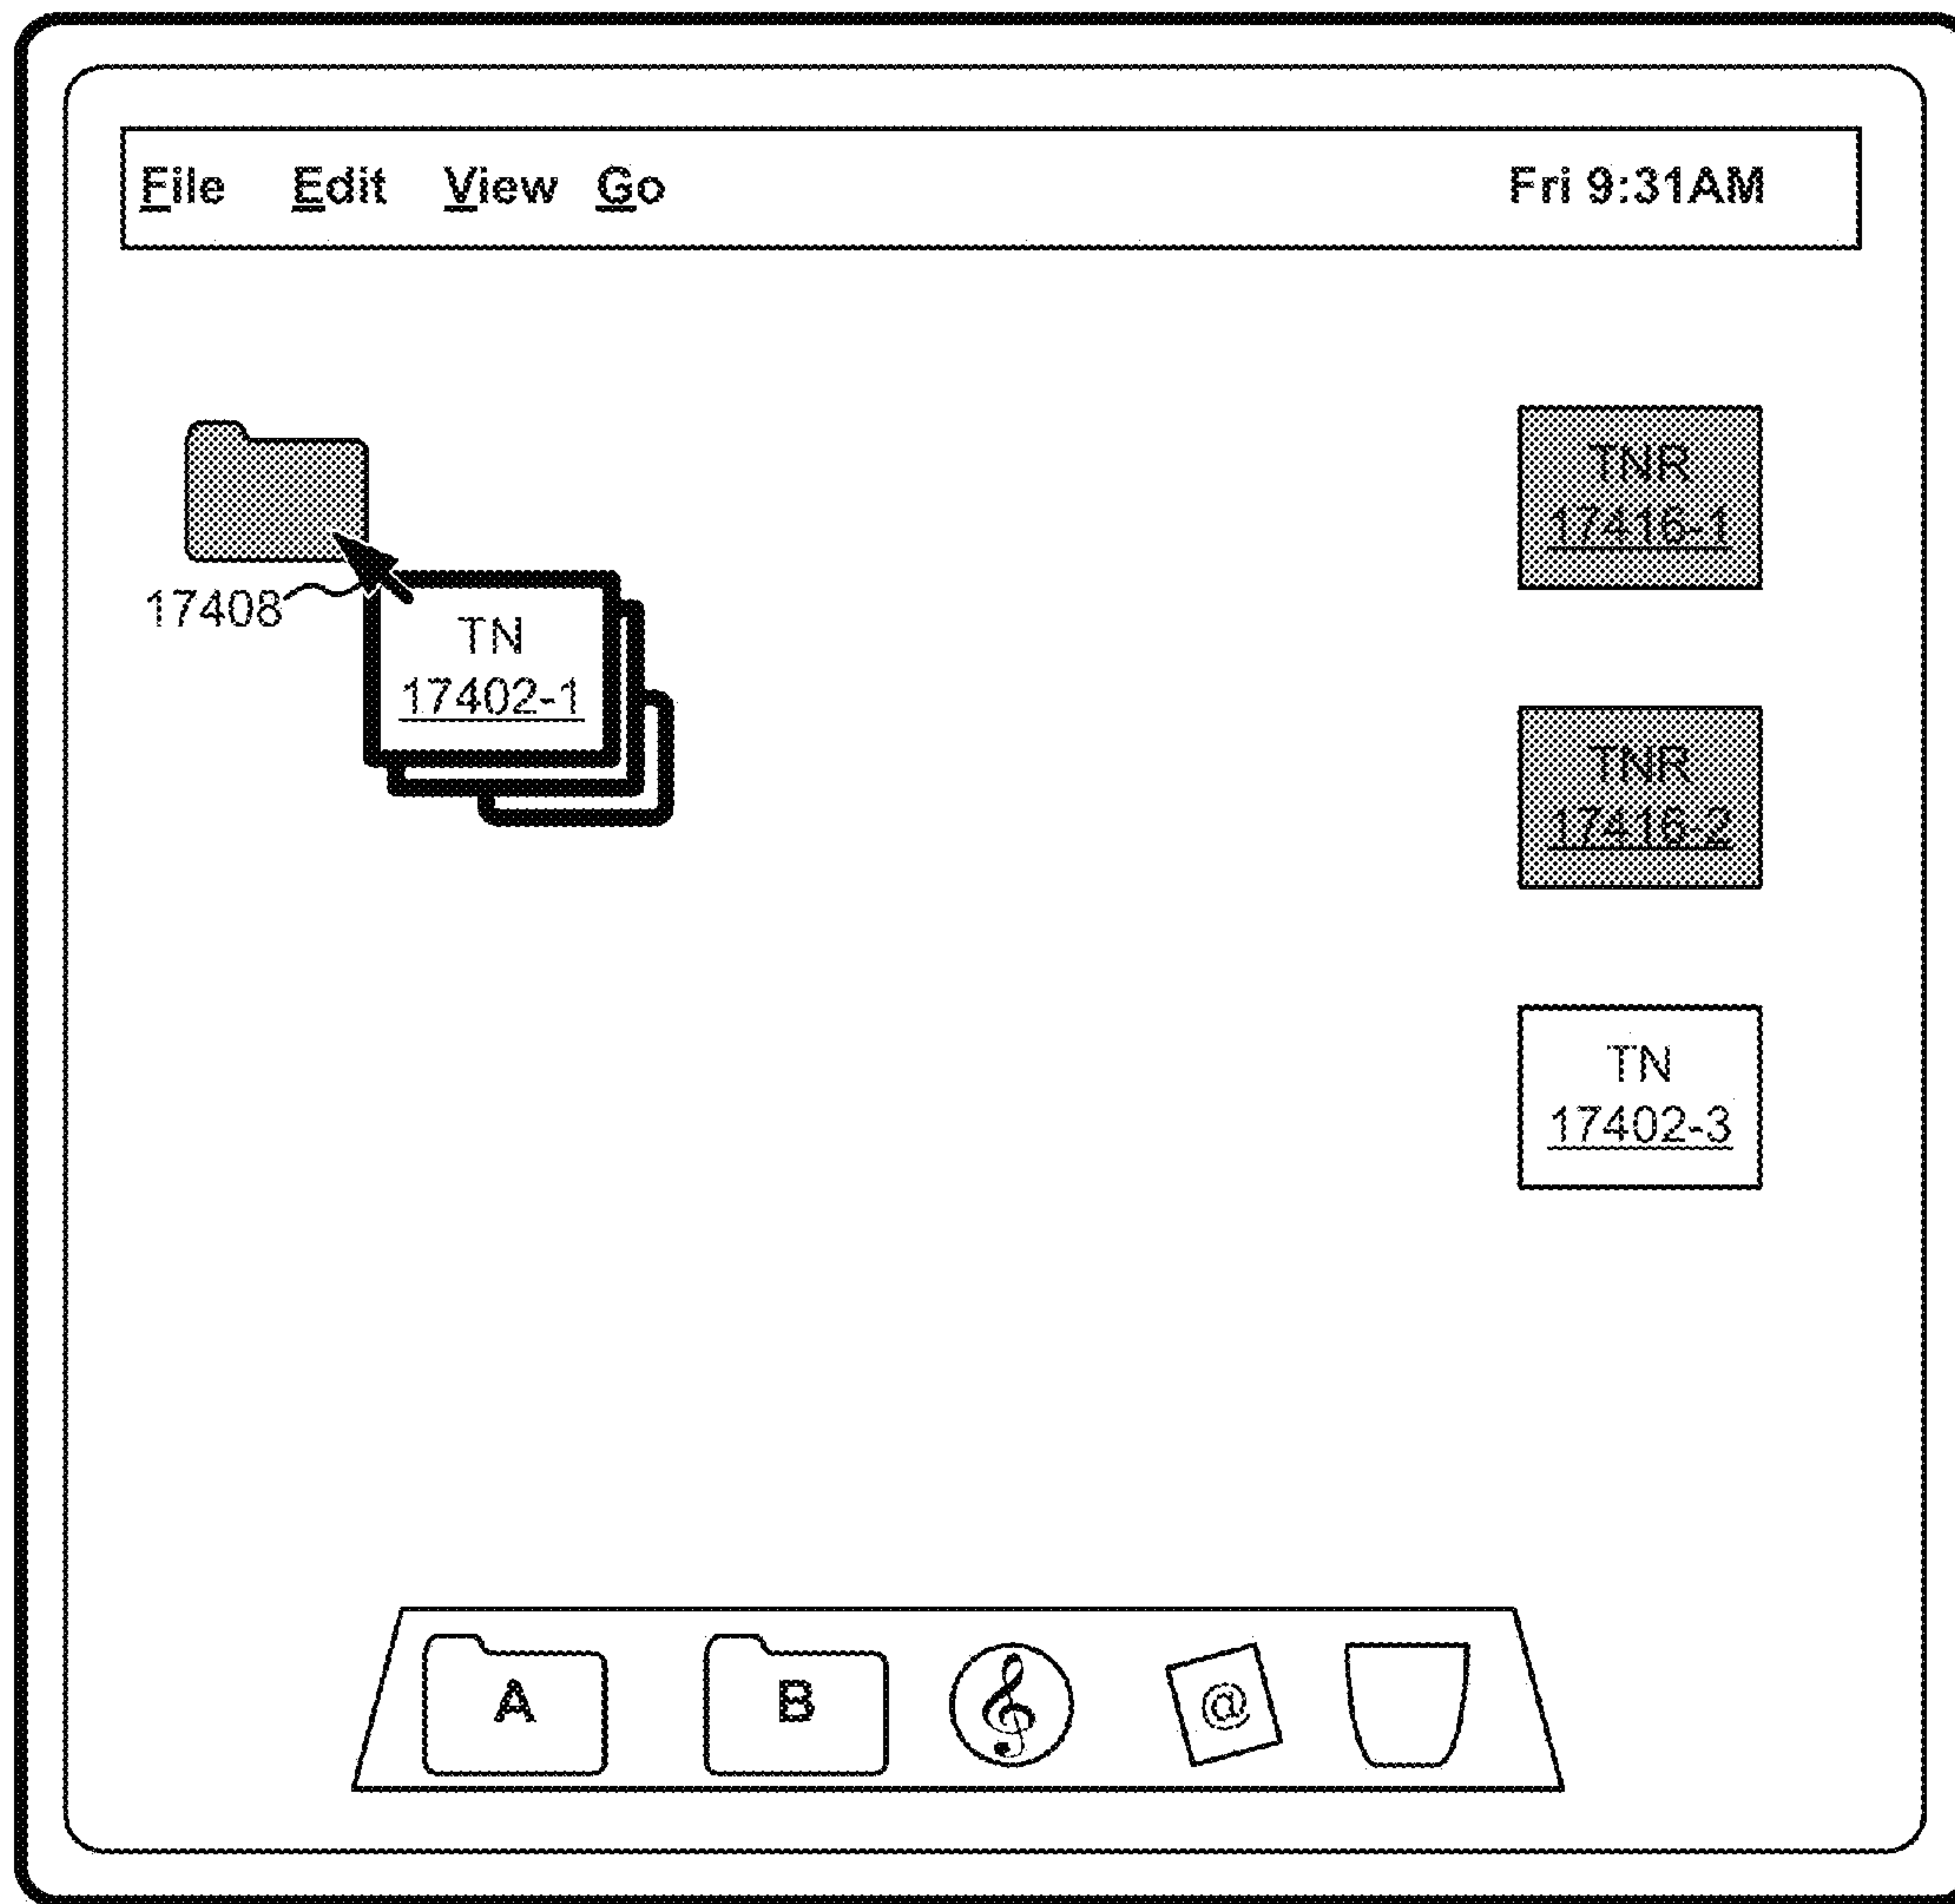 File Edit View Go Fri 9:31AM
TNR
17416-1
17408
TN
17402-1
TNR
17416-2
TN
17402-3
A B @